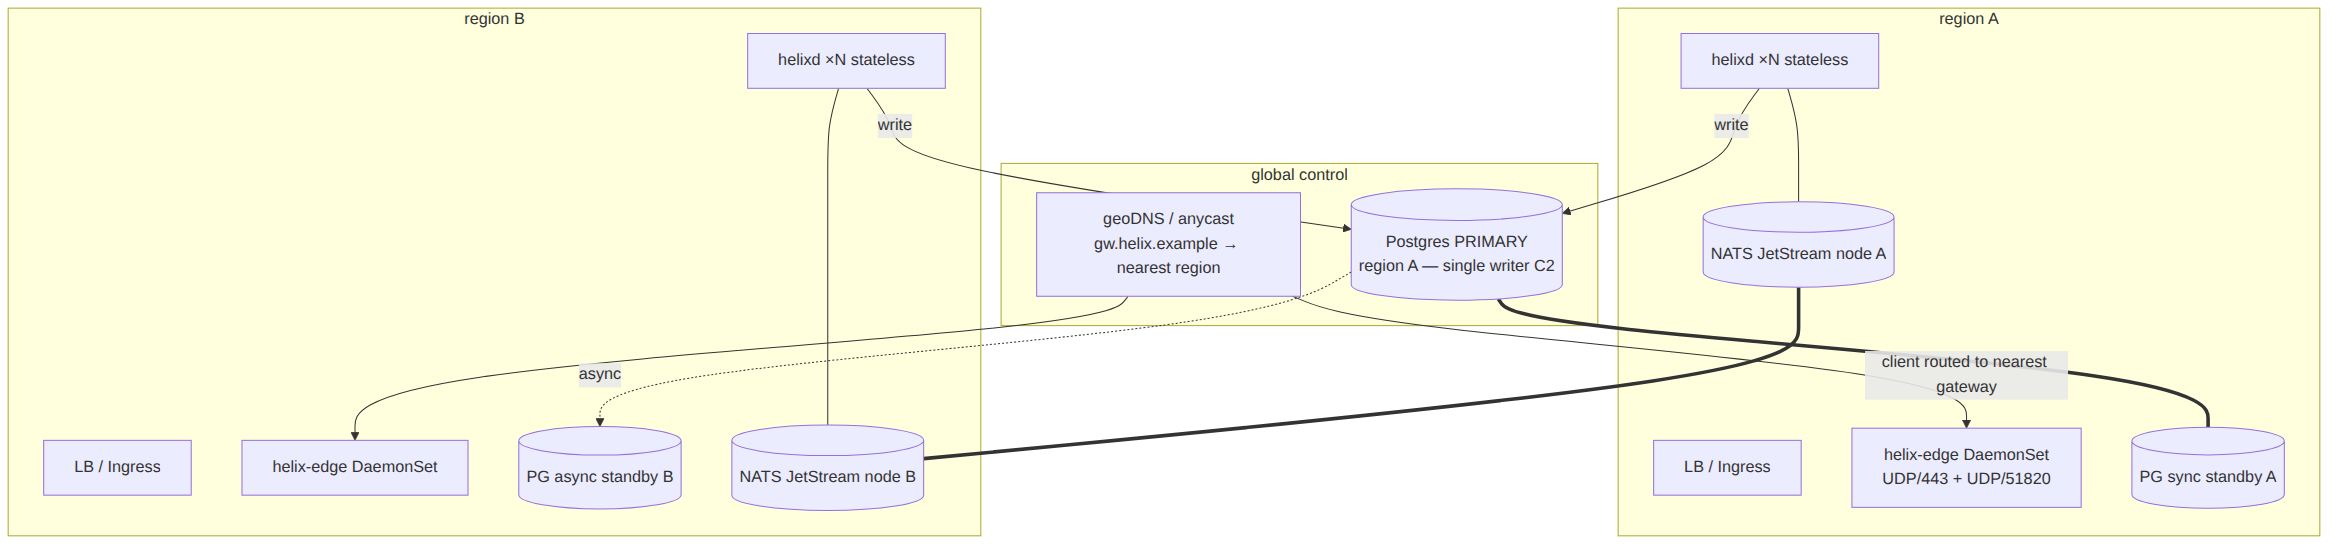 region B
helixd ×N stateless
write
async
LB / Ingress
helix-edge DaemonSet
PG async standby B
NATS JetStream node B
global control
geoDNS / anycast
gw.helix.example →
nearest region
Postgres PRIMARY
region A — single writer C2
region A
helixd ×N stateless
write
NATS JetStream node A
client routed to nearest
gateway
LB / Ingress
helix-edge DaemonSet
UDP/443 + UDP/51820
PG sync standby A